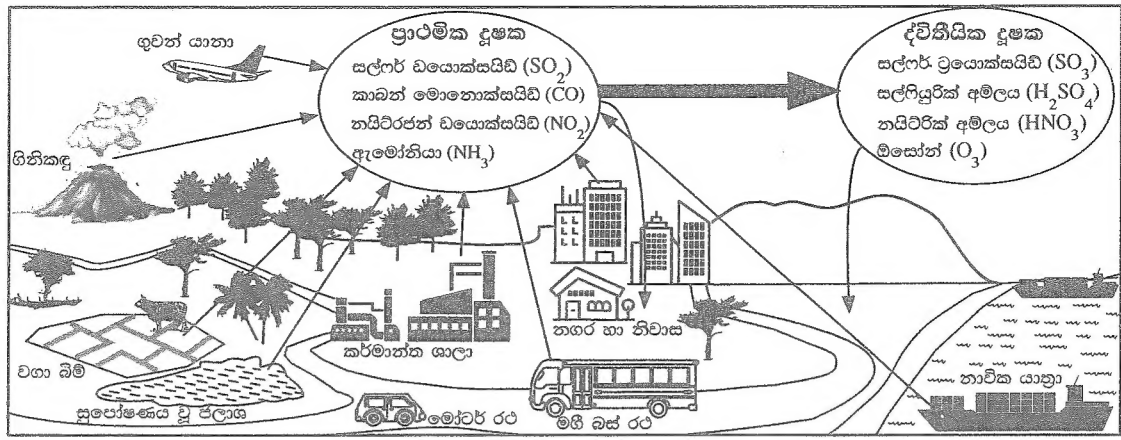 ගුවන් යානා
ප්‍රාථමික දූෂක
සල්ෆර් ඩයොක්සයිඩ් (SO2)
කාබන් මොනොක්සයිඩ් (CO)
නයිට්රජන් ඩයොක්සයිඩ් (NO2)
ඇමෝනියා (NH3)
ද්විතීයික දූෂක
සල්ෆර් ට්‍රයොක්සයිඩ් (SO3)
සල්ෆියුරික් අම්ලය (H2SO4)
නයිට්රික් අම්ලය (HNO3)
ඕසෝන් (O3)
ගිනිකඳු
කර්මාන්ත ශාලා
නගර හා නිවාස
වගා බිම්
සුපෝෂණය වූ ජලාශ
මෝටර් රථ
මගී බස් රථ
නාවික යාත්‍රා